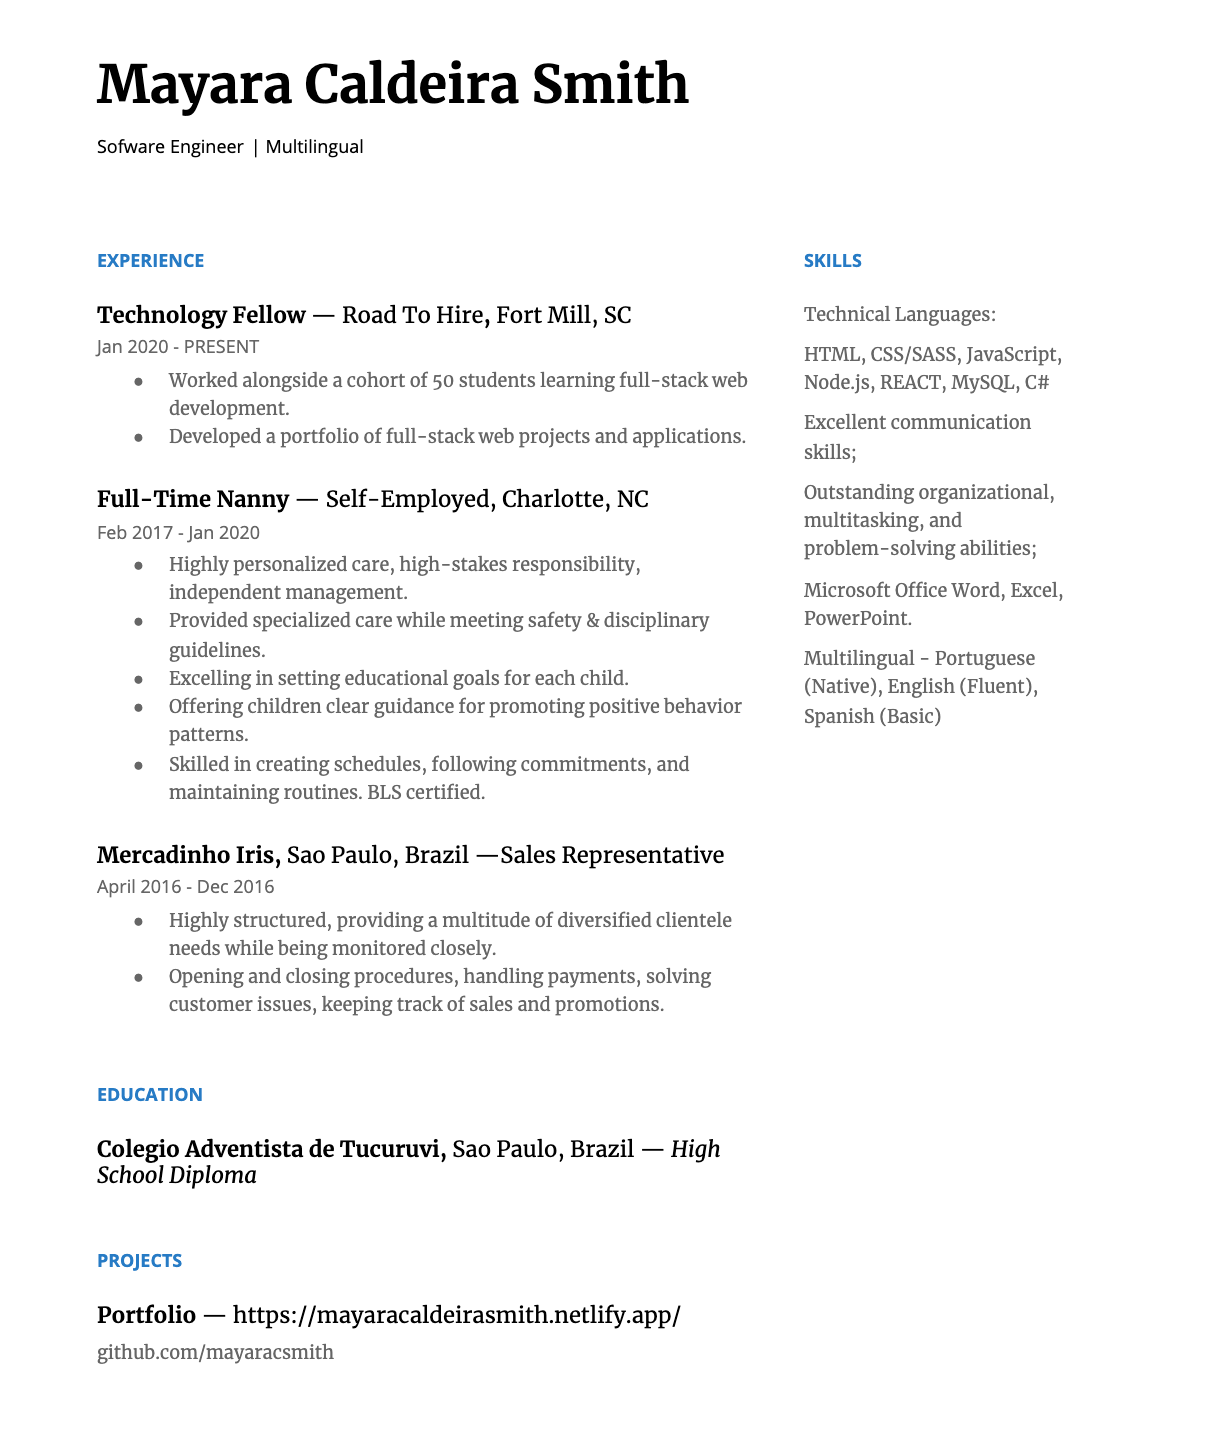 Mayara Caldeira Smith
Sofware Engineer | Multilingual
EXPERIENCE
Technology Fellow — Road To Hire, Fort Mill, SC
Jan 2020 - PRESENT
● Worked alongside a cohort of 50 students learning full-stack web
development.
● Developed a portfolio of full-stack web projects and applications.
Full-Time Nanny — Self-Employed, Charlotte, NC
Feb 2017 - Jan 2020
● Highly personalized care, high-stakes responsibility,
independent management.
● Provided specialized care while meeting safety & disciplinary
guidelines.
● Excelling in setting educational goals for each child.
● Offering children clear guidance for promoting positive behavior
patterns.
● Skilled in creating schedules, following commitments, and
maintaining routines. BLS certified.
Mercadinho Iris, Sao Paulo, Brazil —Sales Representative
April 2016 - Dec 2016
● Highly structured, providing a multitude of diversified clientele
needs while being monitored closely.
● Opening and closing procedures, handling payments, solving
customer issues, keeping track of sales and promotions.
EDUCATION
Colegio Adventista de Tucuruvi, Sao Paulo, Brazil — High
School Diploma
PROJECTS
Portfolio — https://mayaracaldeirasmith.netlify.app/
github.com/mayaracsmith
SKILLS
Technical Languages:
HTML, CSS/SASS, JavaScript,
Node.js, REACT, MySQL, C#
Excellent communication
skills;
Outstanding organizational,
multitasking, and
problem-solving abilities;
Microsoft Office Word, Excel,
PowerPoint.
Multilingual - Portuguese
(Native), English (Fluent),
Spanish (Basic)